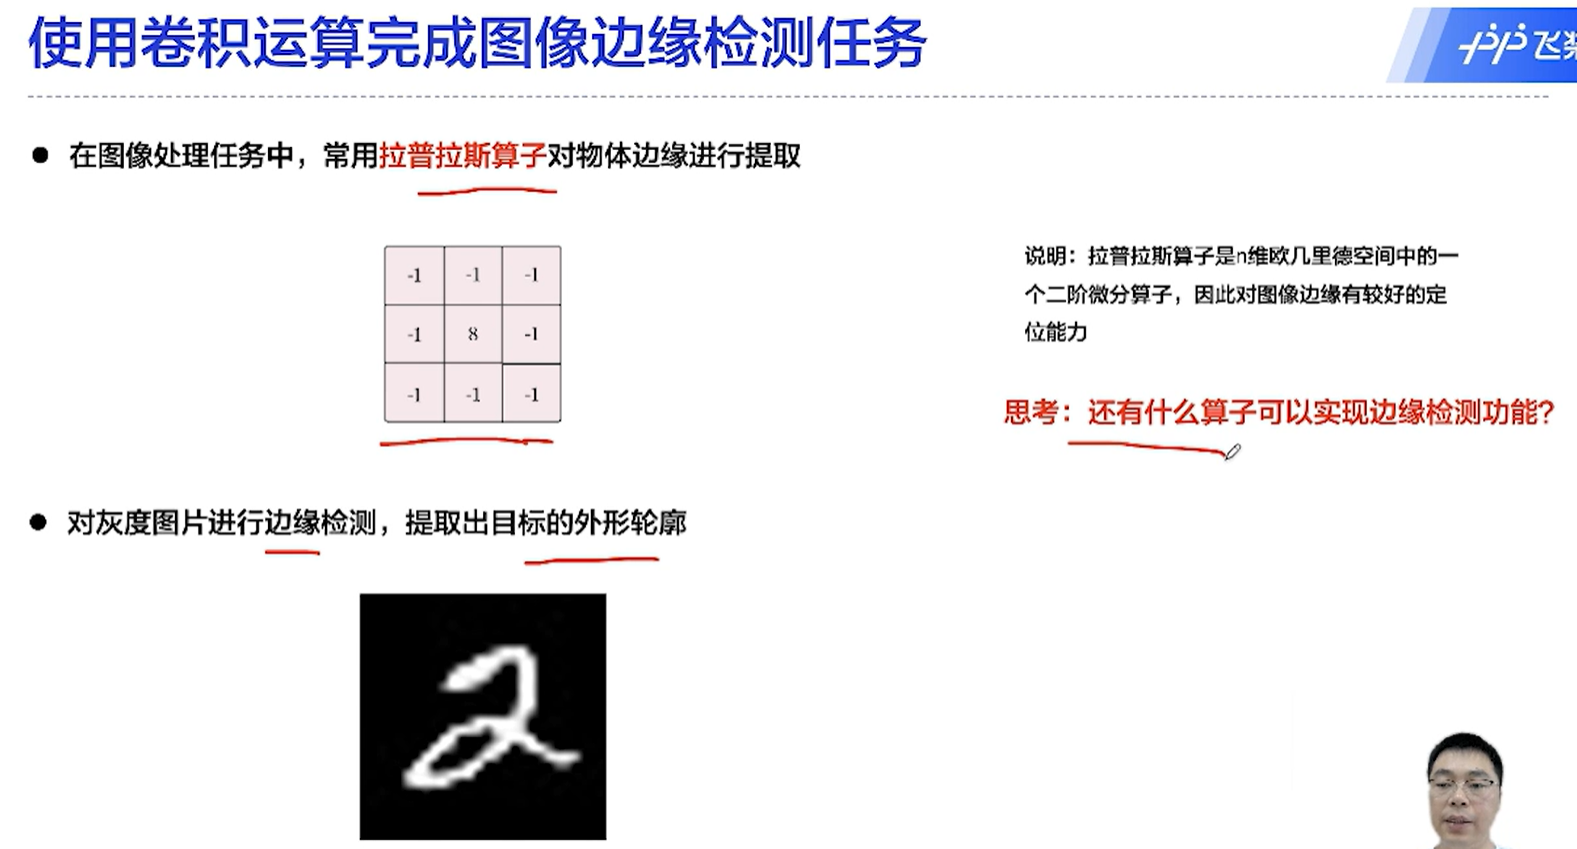 使用卷积运算完成图像边缘检测任务
飞桨
● 在图像处理任务中，常用拉普拉斯算子对物体边缘进行提取
-1 -1 -1
-1 8 -1
-1 -1 -1
说明：拉普拉斯算子是n维欧几里德空间中的一
个二阶微分算子，因此对图像边缘有较好的定
位能力
思考：还有什么算子可以实现边缘检测功能？
● 对灰度图片进行边缘检测，提取出目标的外形轮廓
2